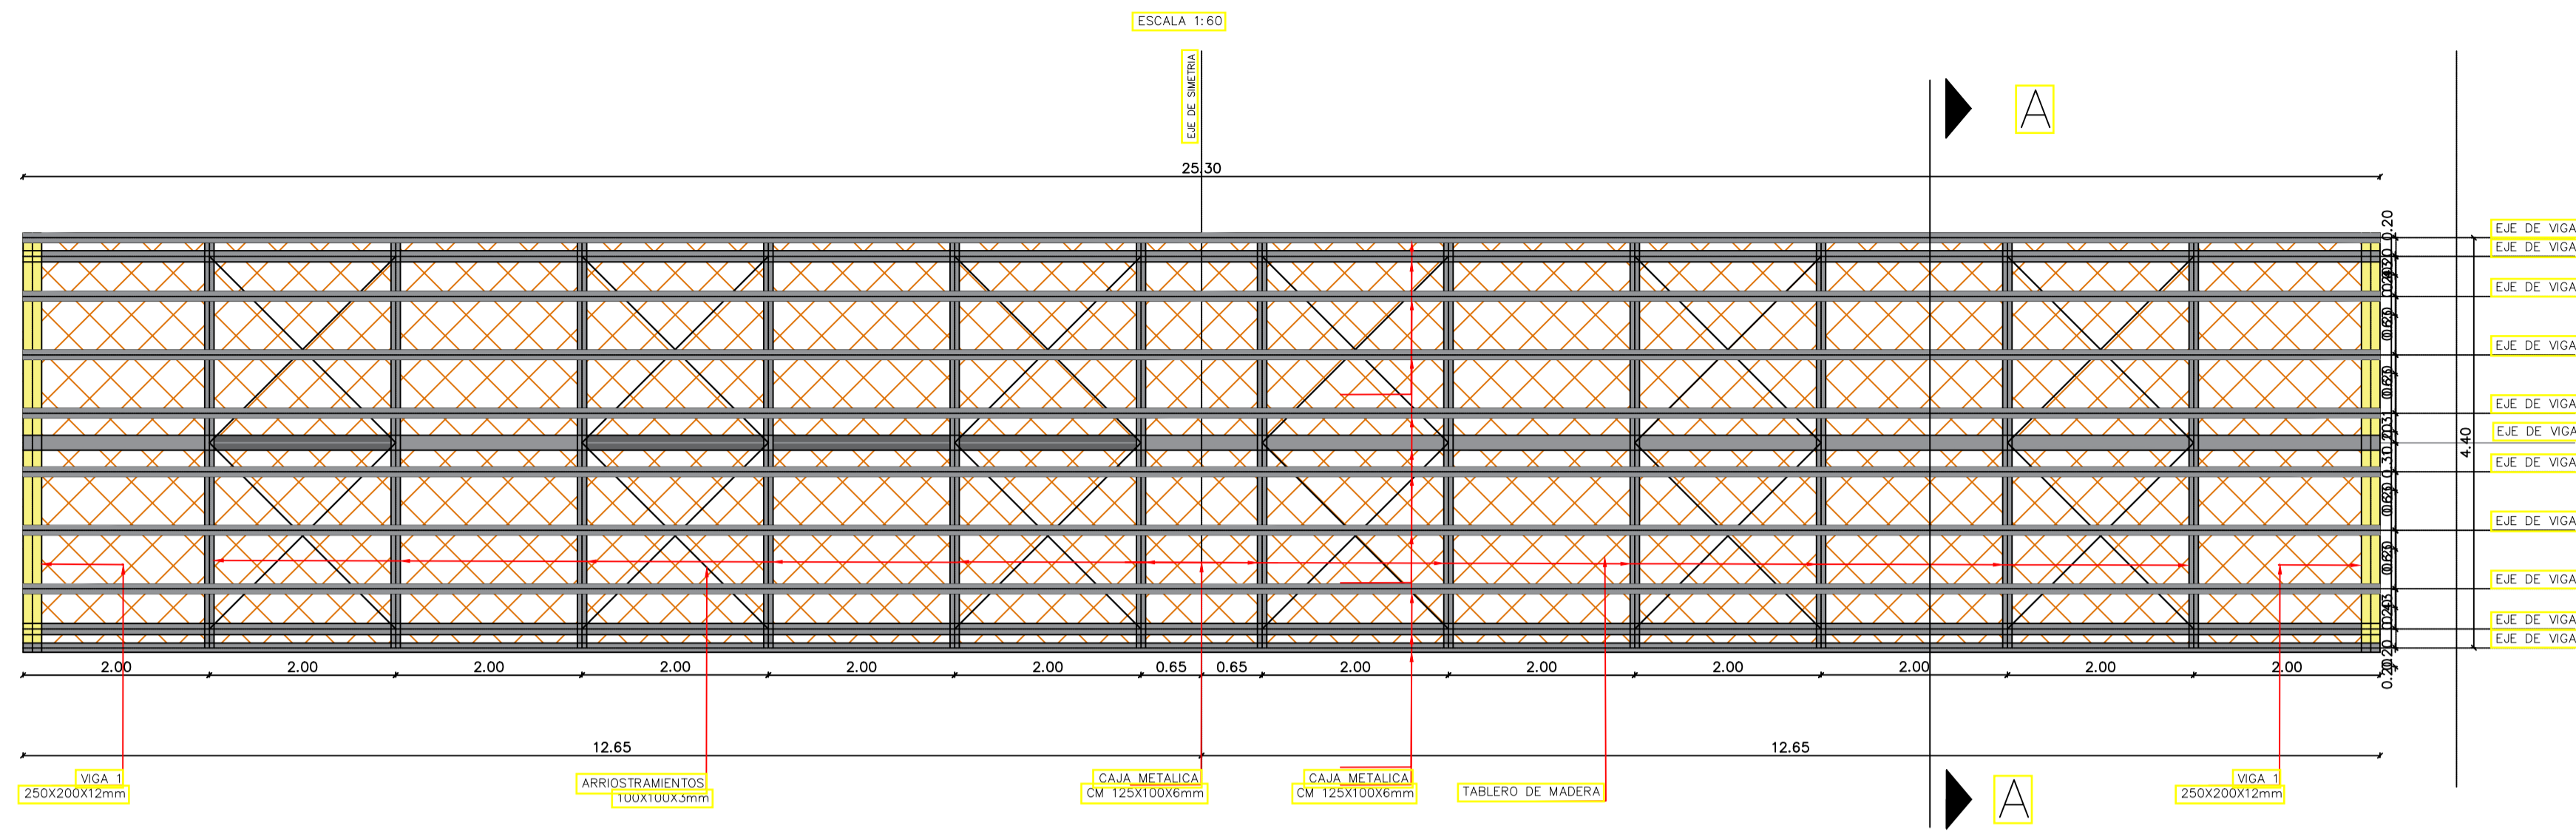 ESCALA 1:60
EJE DE SIMETRIA
A
25.30
0.20
EJE DE VIGA
EJE DE VIGA
EJE DE VIGA
EJE DE VIGA
EJE DE VIGA
EJE DE VIGA
4.40
EJE DE VIGA
EJE DE VIGA
EJE DE VIGA
EJE DE VIGA
EJE DE VIGA
2.00 2.00 2.00 2.00 2.00 2.00 0.65 0.65 2.00 2.00 2.00 2.00 2.00 2.00
0.20
12.65 12.65
VIGA 1
250X200X12mm
ARRIOSTRAMIENTOS
100X100X3mm
CAJA METALICA
CM 125X100X6mm
CAJA METALICA
CM 125X100X6mm
TABLERO DE MADERA
VIGA 1
250X200X12mm
A